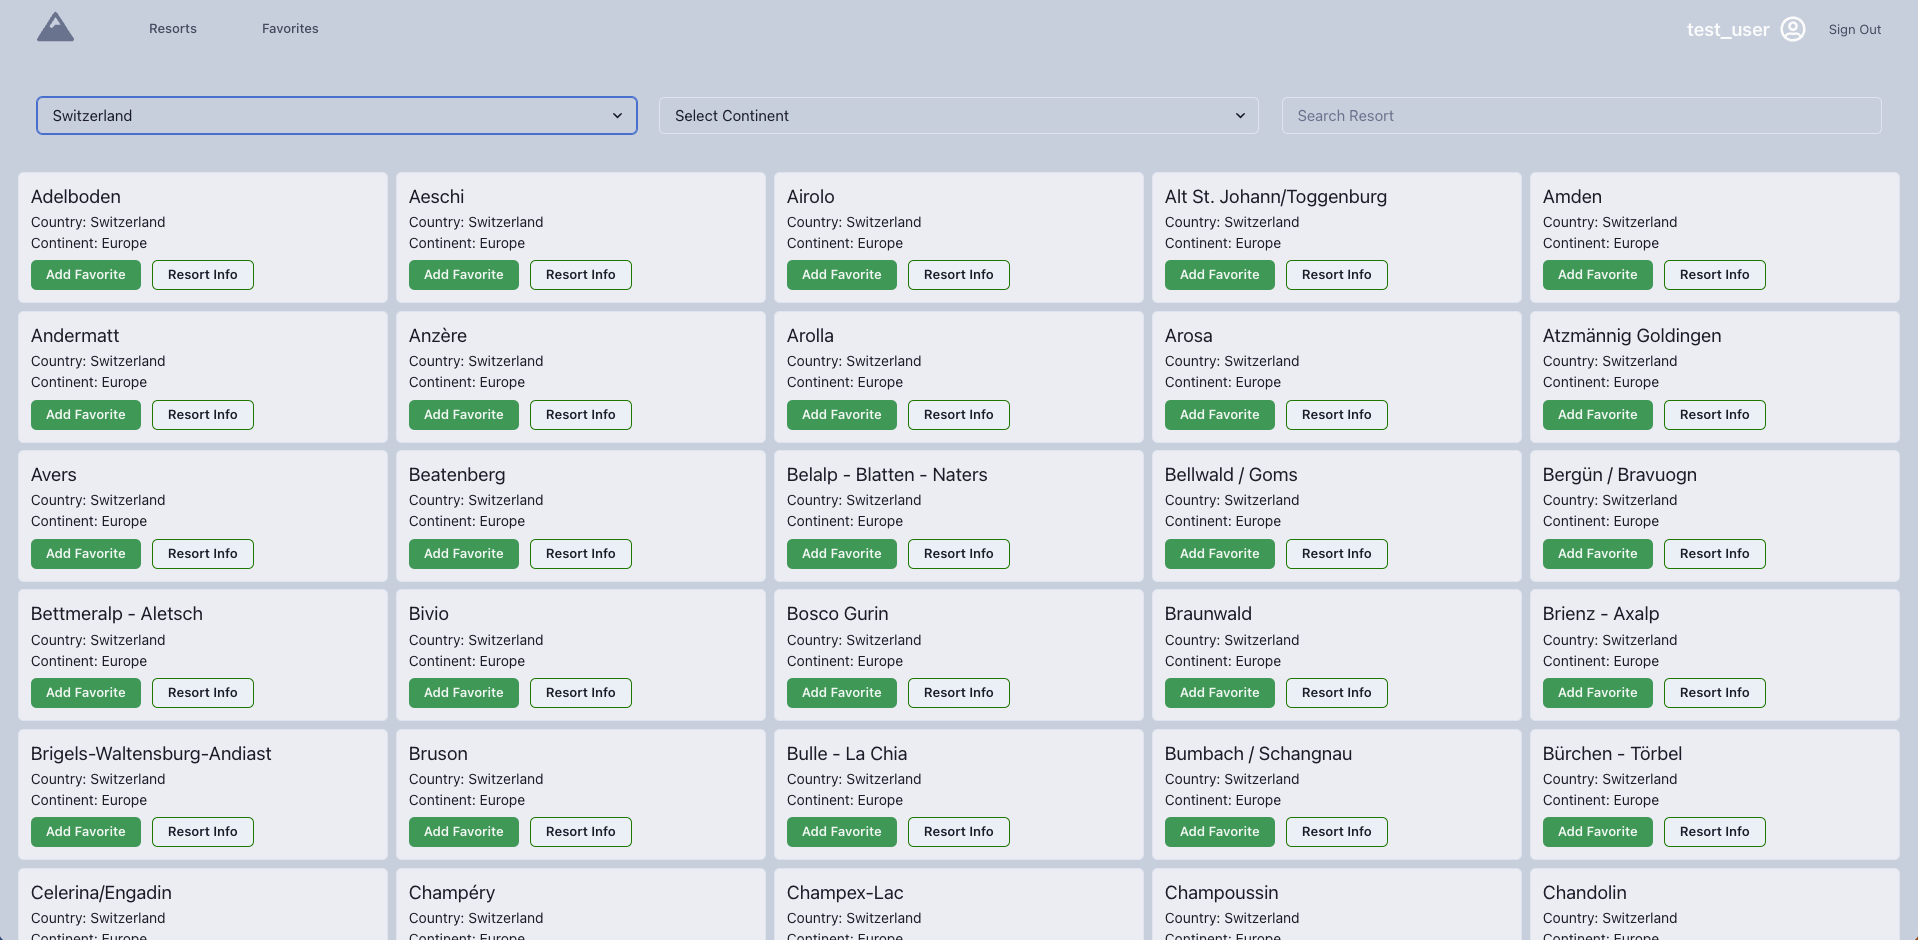 Resorts
Favorites
test_user
Sign Out
Switzerland
Select Continent
Search Resort
Adelboden
Country: Switzerland
Continent: Europe
Add Favorite
Resort Info
Aeschi
Country: Switzerland
Continent: Europe
Add Favorite
Resort Info
Airolo
Country: Switzerland
Continent: Europe
Add Favorite
Resort Info
Alt St. Johann/Toggenburg
Country: Switzerland
Continent: Europe
Add Favorite
Resort Info
Amden
Country: Switzerland
Continent: Europe
Add Favorite
Resort Info
Andermatt
Country: Switzerland
Continent: Europe
Add Favorite
Resort Info
Anzère
Country: Switzerland
Continent: Europe
Add Favorite
Resort Info
Arolla
Country: Switzerland
Continent: Europe
Add Favorite
Resort Info
Arosa
Country: Switzerland
Continent: Europe
Add Favorite
Resort Info
Atzmännig Goldingen
Country: Switzerland
Continent: Europe
Add Favorite
Resort Info
Avers
Country: Switzerland
Continent: Europe
Add Favorite
Resort Info
Beatenberg
Country: Switzerland
Continent: Europe
Add Favorite
Resort Info
Belalp - Blatten - Naters
Country: Switzerland
Continent: Europe
Add Favorite
Resort Info
Bellwald / Goms
Country: Switzerland
Continent: Europe
Add Favorite
Resort Info
Bergün / Bravuogn
Country: Switzerland
Continent: Europe
Add Favorite
Resort Info
Bettmeralp - Aletsch
Country: Switzerland
Continent: Europe
Add Favorite
Resort Info
Bivio
Country: Switzerland
Continent: Europe
Add Favorite
Resort Info
Bosco Gurin
Country: Switzerland
Continent: Europe
Add Favorite
Resort Info
Braunwald
Country: Switzerland
Continent: Europe
Add Favorite
Resort Info
Brienz - Axalp
Country: Switzerland
Continent: Europe
Add Favorite
Resort Info
Brigels-Waltensburg-Andiast
Country: Switzerland
Continent: Europe
Add Favorite
Resort Info
Bruson
Country: Switzerland
Continent: Europe
Add Favorite
Resort Info
Bulle - La Chia
Country: Switzerland
Continent: Europe
Add Favorite
Resort Info
Bumbach / Schangnau
Country: Switzerland
Continent: Europe
Add Favorite
Resort Info
Bürchen - Törbel
Country: Switzerland
Continent: Europe
Add Favorite
Resort Info
Celerina/Engadin
Country: Switzerland
Continent: Europe
Champéry
Country: Switzerland
Continent: Europe
Champex-Lac
Country: Switzerland
Continent: Europe
Champoussin
Country: Switzerland
Continent: Europe
Chandolin
Country: Switzerland
Continent: Europe